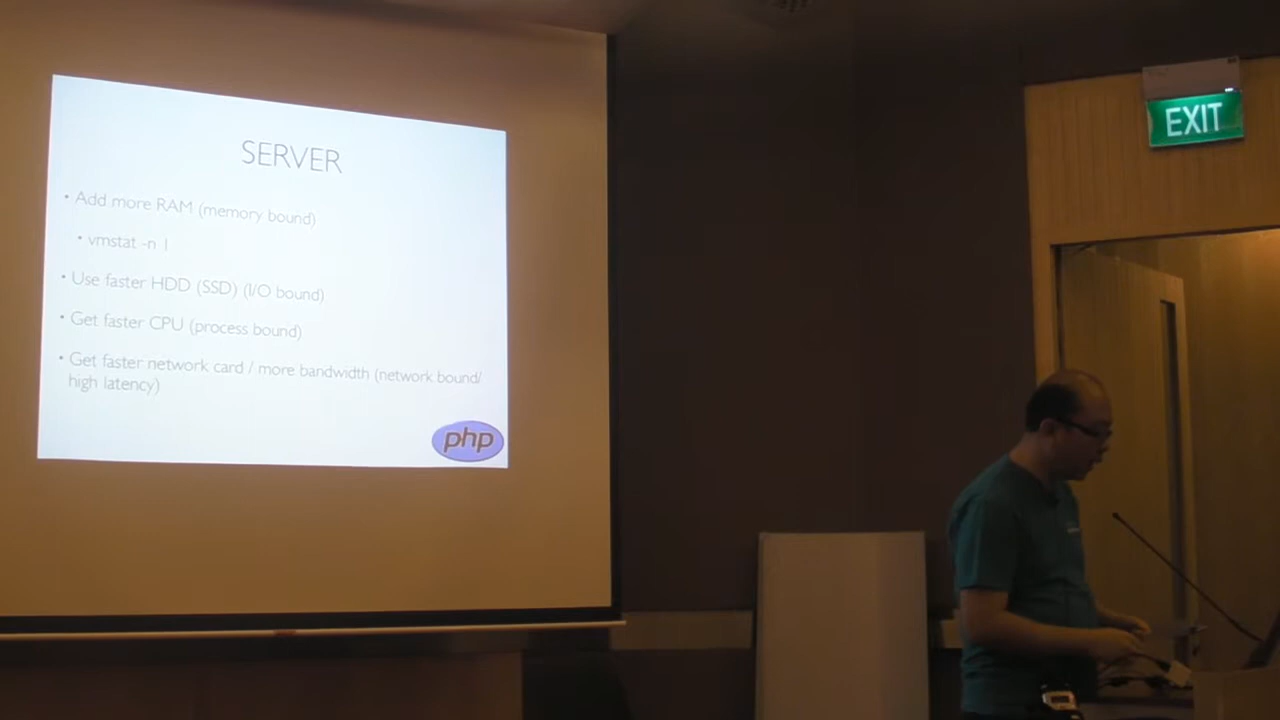 SERVER
• Add more RAM (memory bound)
• vmstat -n 1
• Use faster HDD (SSD) (I/O bound)
• Get faster CPU (process bound)
• Get faster network card / more bandwidth (network bound/
high latency)
php
EXIT